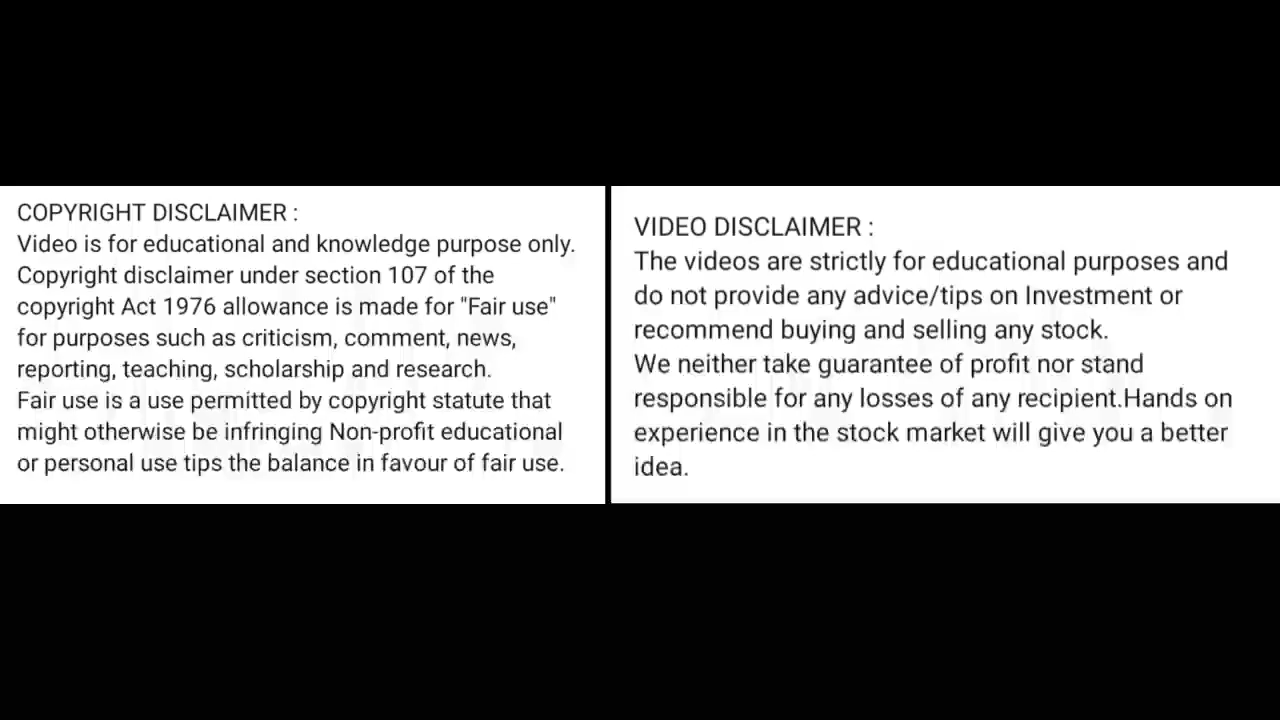 COPYRIGHT DISCLAIMER :
Video is for educational and knowledge purpose only.
Copyright disclaimer under section 107 of the
copyright Act 1976 allowance is made for "Fair use"
for purposes such as criticism, comment, news,
reporting, teaching, scholarship and research.
Fair use is a use permitted by copyright statute that
might otherwise be infringing Non-profit educational
or personal use tips the balance in favour of fair use.
VIDEO DISCLAIMER :
The videos are strictly for educational purposes and
do not provide any advice/tips on Investment or
recommend buying and selling any stock.
We neither take guarantee of profit nor stand
responsible for any losses of any recipient.Hands on
experience in the stock market will give you a better
idea.